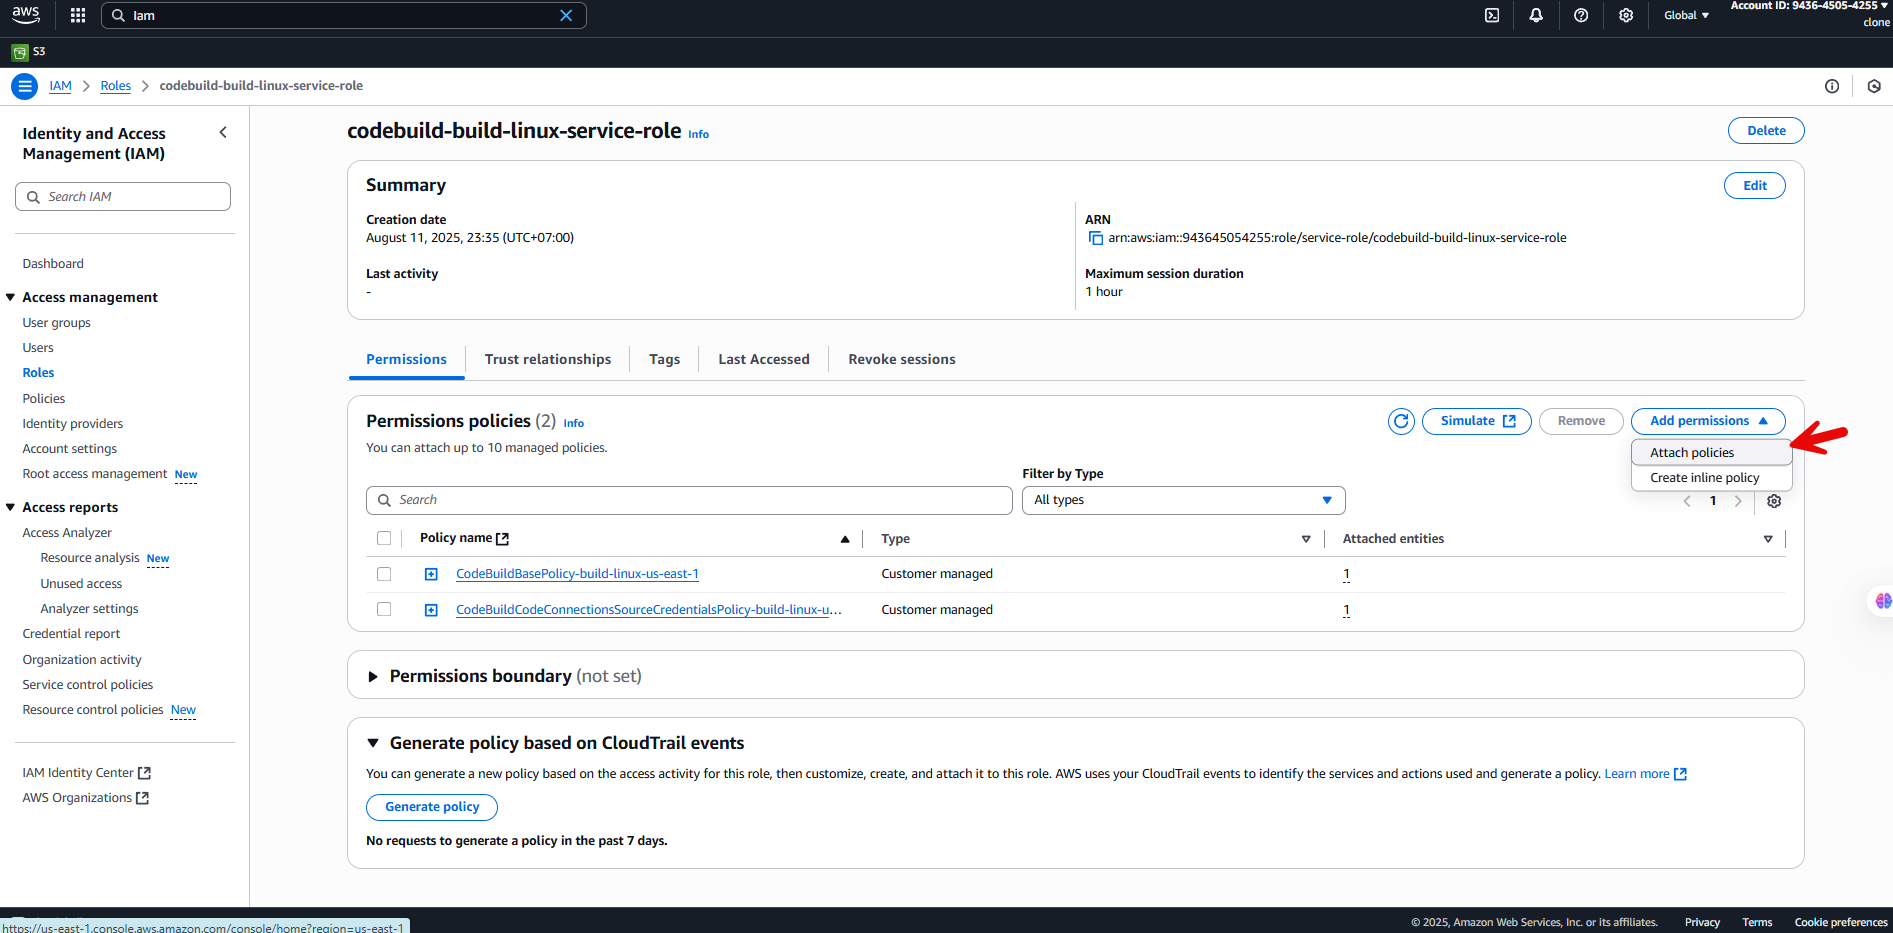 aws
Iam
Global
Account ID: 9436-4505-4255
clone
S3
IAM
Roles
codebuild-build-linux-service-role
Identity and Access Management (IAM)
Search IAM
Dashboard
Access management
User groups
Users
Roles
Policies
Identity providers
Account settings
Root access management New
Access reports
Access Analyzer
Resource analysis New
Unused access
Analyzer settings
Credential report
Organization activity
Service control policies
Resource control policies New
IAM Identity Center
AWS Organizations
codebuild-build-linux-service-role Info
Delete
Summary
Edit
Creation date
August 11, 2025, 23:35 (UTC+07:00)
ARN
arn:aws:iam::943645054255:role/service-role/codebuild-build-linux-service-role
Last activity
-
Maximum session duration
1 hour
Permissions
Trust relationships
Tags
Last Accessed
Revoke sessions
Permissions policies (2) Info
Simulate
Remove
Add permissions
You can attach up to 10 managed policies.
Attach policies
Create inline policy
Filter by Type
Search
All types
1
Policy name
Type
Attached entities
CodeBuildBasePolicy-build-linux-us-east-1
Customer managed
1
CodeBuildCodeConnectionsSourceCredentialsPolicy-build-linux-u...
Customer managed
1
Permissions boundary (not set)
Generate policy based on CloudTrail events
You can generate a new policy based on the access activity for this role, then customize, create, and attach it to this role. AWS uses your CloudTrail events to identify the services and actions used and generate a policy. Learn more
Generate policy
No requests to generate a policy in the past 7 days.
https://us-east-1.console.aws.amazon.com/console/home?region=us-east-1
© 2025, Amazon Web Services, Inc. or its affiliates.
Privacy
Terms
Cookie preferences